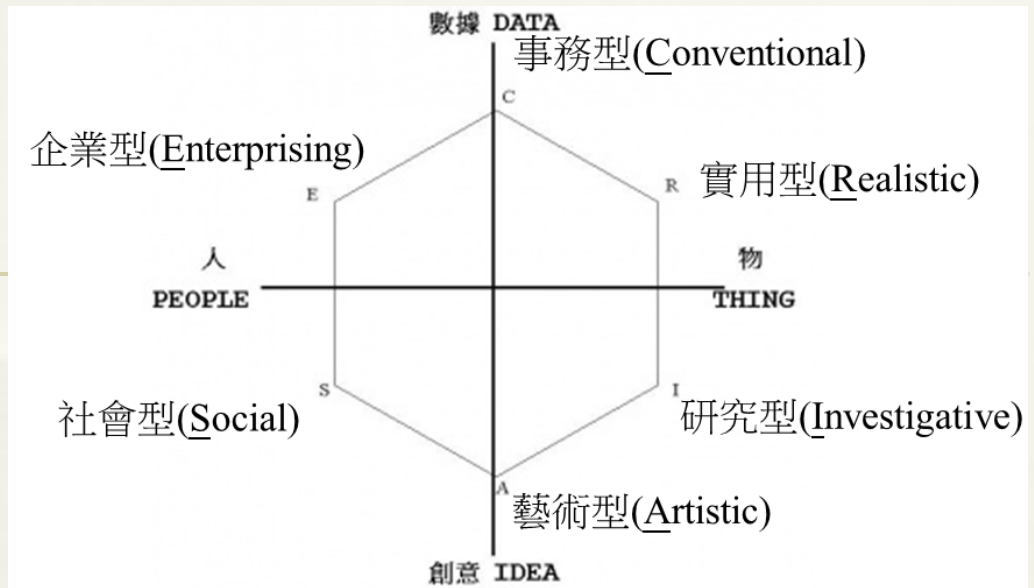 數據 DATA
事務型(Conventional)
C
企業型(Enterprising)
E
R
實用型(Realistic)
人
物
PEOPLE
THING
S
I
社會型(Social)
研究型(Investigative)
A
藝術型(Artistic)
創意 IDEA